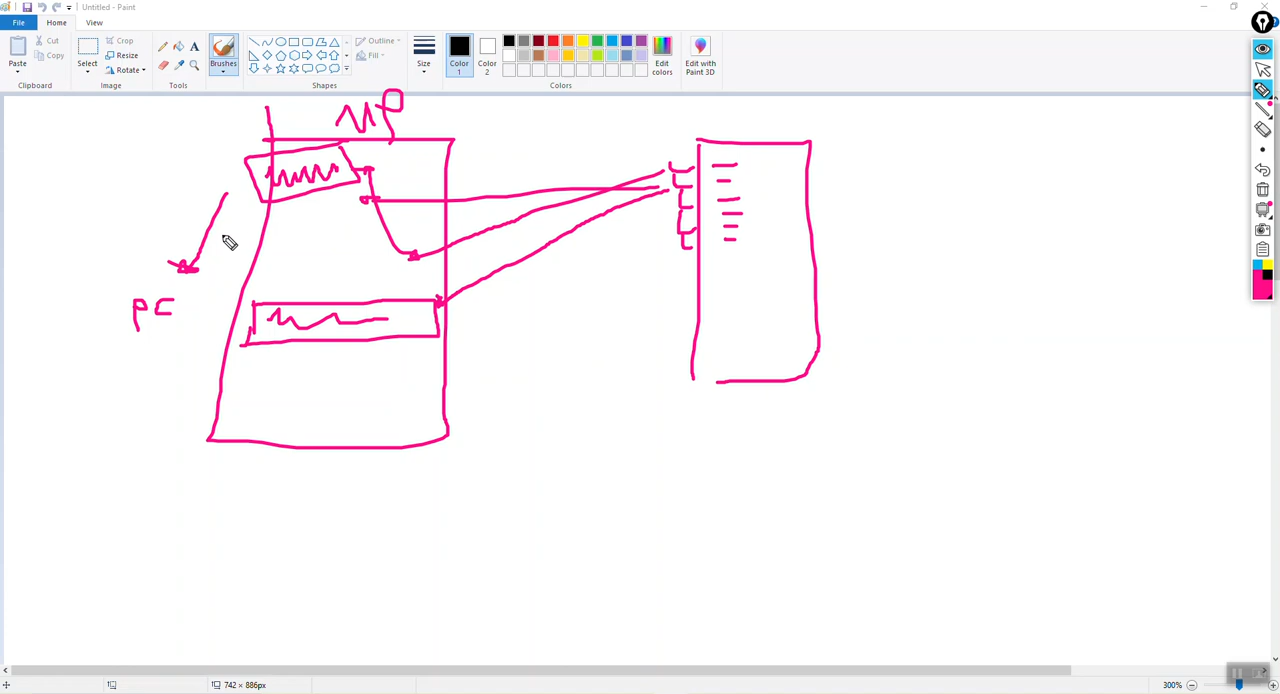 Untitled - Paint
File Home View
Paste
Cut
Copy
Clipboard
Select
Crop
Resize
Rotate
Image
Tools
Brushes
Shapes
Outline
Fill
Size
Color 1
Color 2
Edit colors
Edit with Paint 3D
Colors
MP
PC
742 × 886px
300%